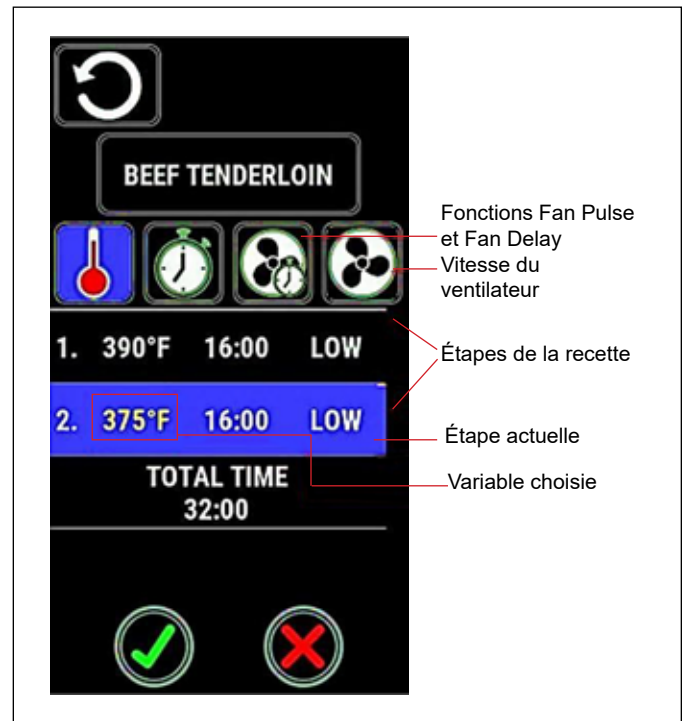 BEEF TENDERLOIN
Fonctions Fan Pulse
et Fan Delay
Vitesse du
ventilateur
1. 390°F 16:00 LOW
Étapes de la recette
2. 375°F 16:00 LOW
Étape actuelle
Variable choisie
TOTAL TIME
32:00